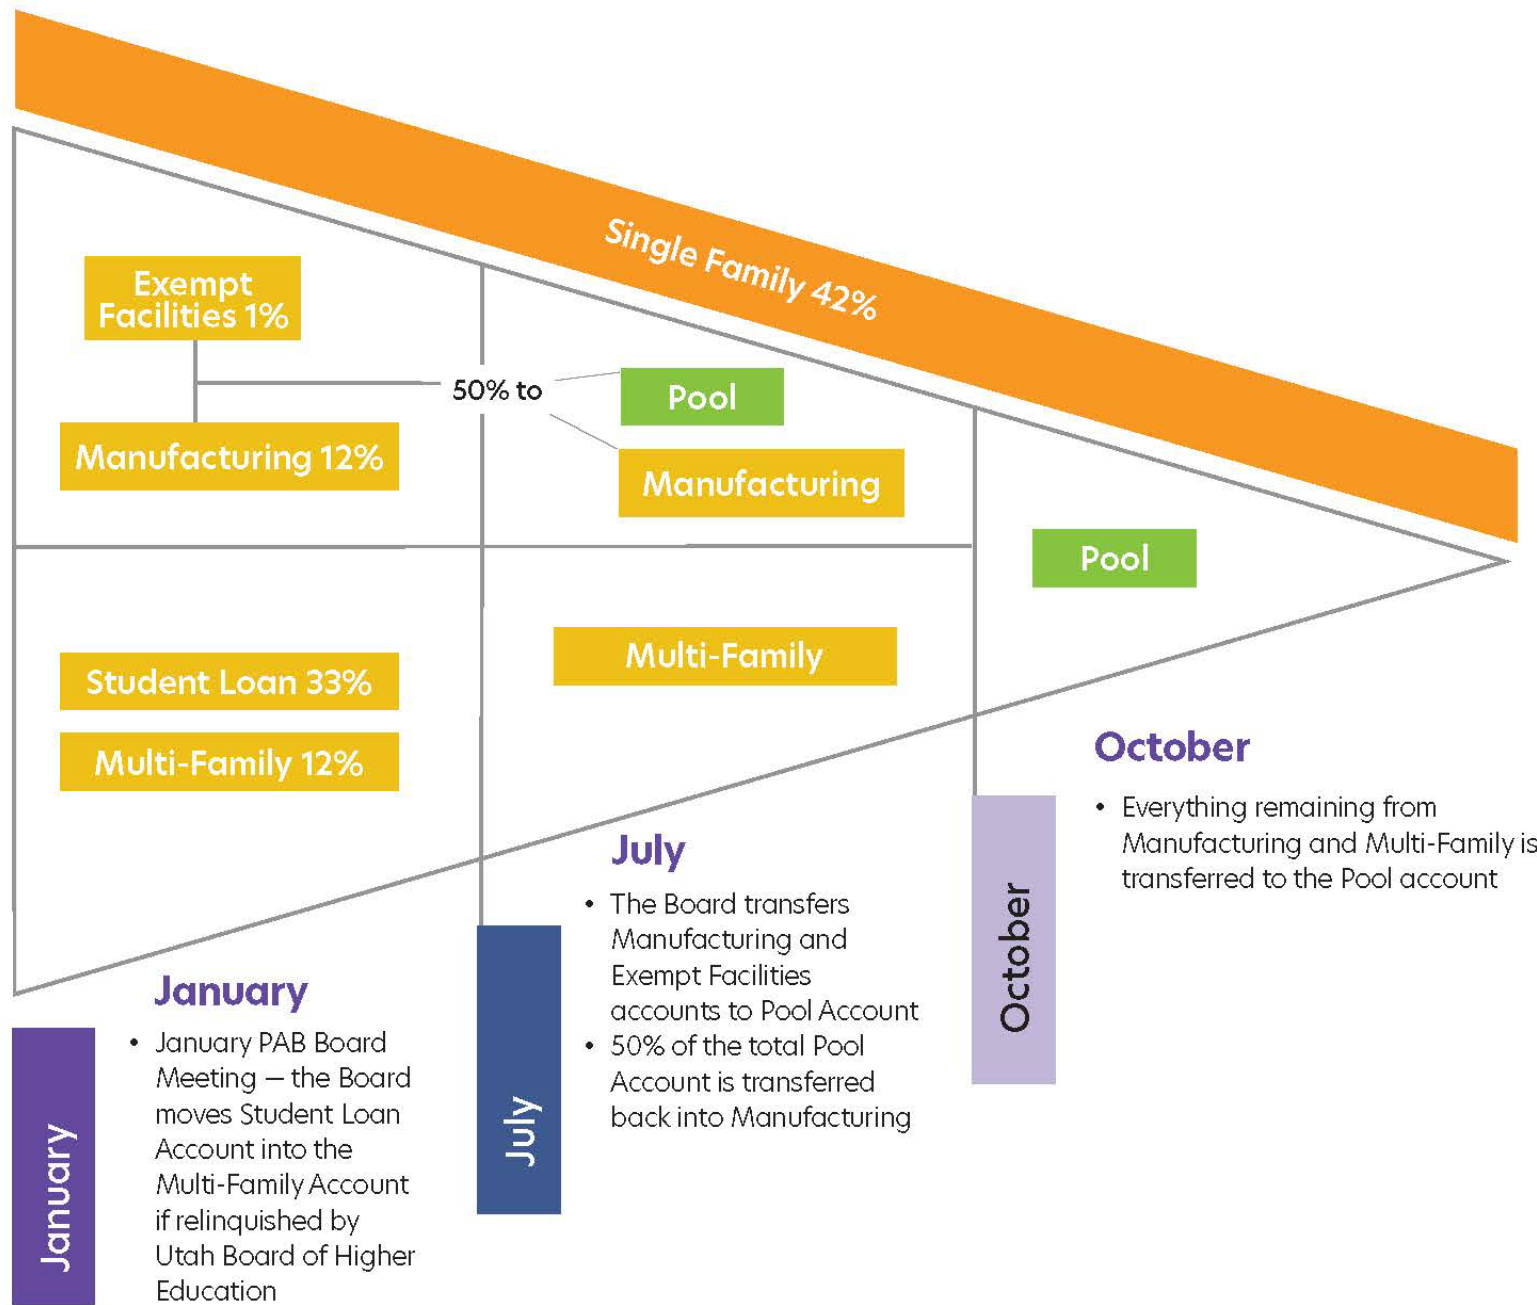 Single Family 42%
Exempt
Facilities 1%
50% to
Pool
Manufacturing 12%
Manufacturing
Pool
Student Loan 33%
Multi-Family
Multi-Family 12%
January
• January PAB Board
Meeting — the Board
moves Student Loan
Account into the
Multi-Family Account
if relinquished by
Utah Board of Higher
Education
January
July
• The Board transfers
Manufacturing and
Exempt Facilities
accounts to Pool Account
• 50% of the total Pool
Account is transferred
back into Manufacturing
July
October
• Everything remaining from
Manufacturing and Multi-Family is
transferred to the Pool account
October